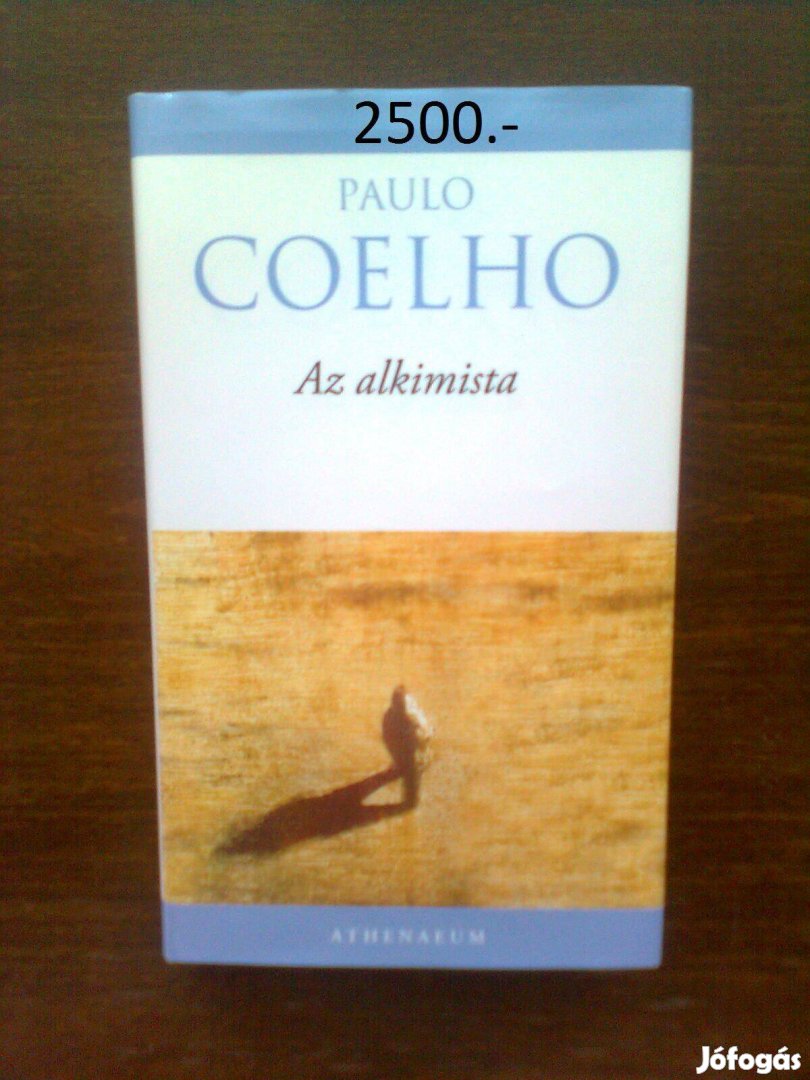 2500.-
PAULO
COELHO
Az alkimista
ATHENAEUM
Jófogás